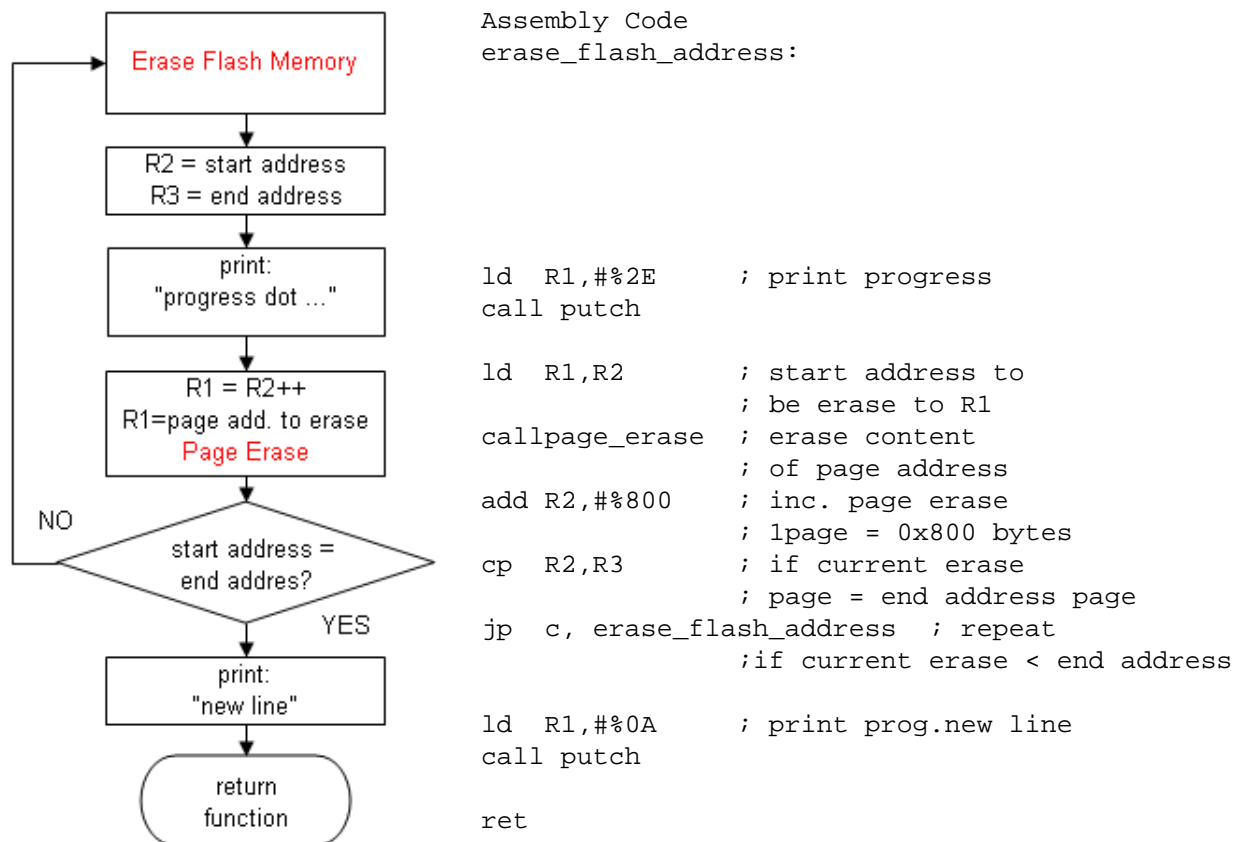 Erase Flash Memory
R2 = start address
R3 = end address
print:
"progress dot ..."
R1 = R2++
R1=page add. to erase
Page Erase
NO
start address =
end addres?
YES
print:
"new line"
return
function
Assembly Code
erase_flash_address:
ld  R1,#%2E     ; print progress
call putch
ld  R1,R2       ; start address to
; be erase to R1
callpage_erase  ; erase content
; of page address
add R2,#%800    ; inc. page erase
; 1page = 0x800 bytes
cp  R2,R3       ; if current erase
; page = end address page
jp  c, erase_flash_address  ; repeat
;if current erase < end address
ld  R1,#%0A     ; print prog.new line
call putch
ret